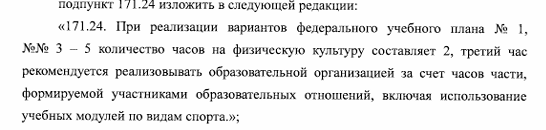 подпункт 171.24 изложить в следующей редакции:
«171.24. При реализации вариантов федерального учебного плана № 1,
№№ 3 – 5 количество часов на физическую культуру составляет 2, третий час
рекомендуется реализовывать образовательной организацией за счет часов части,
формируемой участниками образовательных отношений, включая использование
учебных модулей по видам спорта.»;